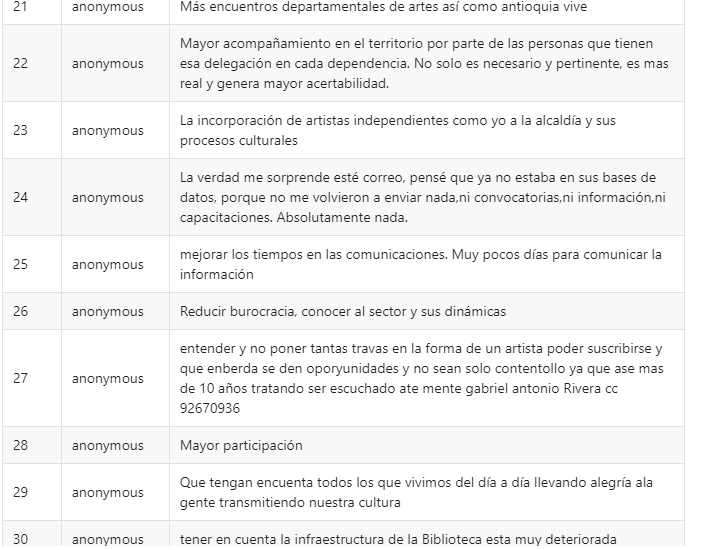 21 anonymous Más encuentros departamentales de artes así como antioquia vive
Mayor acompañamiento en el territorio por parte de las personas que tienen
22 anonymous esa delegación en cada dependencia. No solo es necesario y pertinente, es mas
real y genera mayor acertabilidad.
23 anonymous La incorporación de artistas independientes como yo a la alcaldía y sus
procesos culturales
La verdad me sorprende esté correo, pensé que ya no estaba en sus bases de
24 anonymous datos, porque no me volvieron a enviar nada,ni convocatorias,ni información,ni
capacitaciones. Absolutamente nada.
25 anonymous mejorar los tiempos en las comunicaciones. Muy pocos días para comunicar la
información
26 anonymous Reducir burocracia, conocer al sector y sus dinámicas
entender y no poner tantas travas en la forma de un artista poder suscribirse y
27 anonymous que enberda se den oporyunidades y no sean solo contentollo ya que ase mas
de 10 años tratando ser escuchado ate mente gabriel antonio Rivera cc
92670936
28 anonymous Mayor participación
29 anonymous Que tengan encuenta todos los que vivimos del día a día llevando alegría ala
gente transmitiendo nuestra cultura
30 anonymous tener en cuenta la infraestructura de la Biblioteca esta muy deteriorada